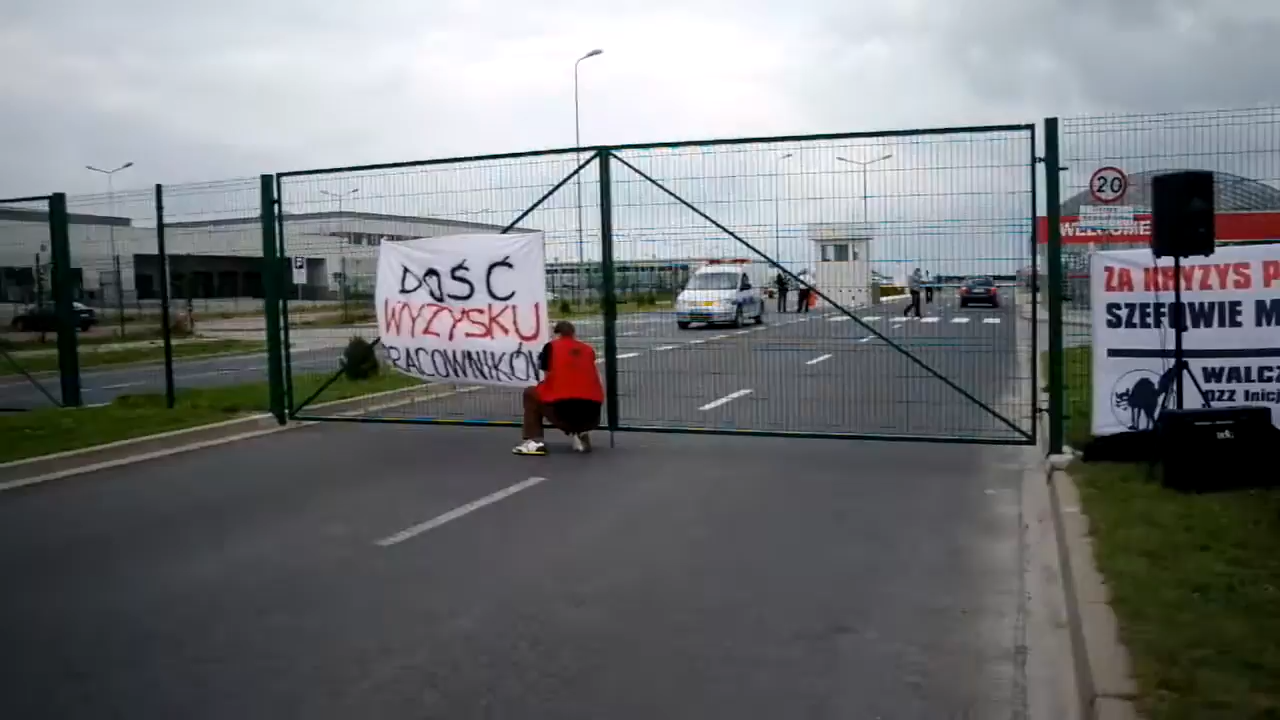 DOŚĆ
WYZYSKU
PRACOWNIKÓW
20
WELCOME
ZA KRYZYS P
SZEFOWIE M
WALCZ
OZZ Inicj
P